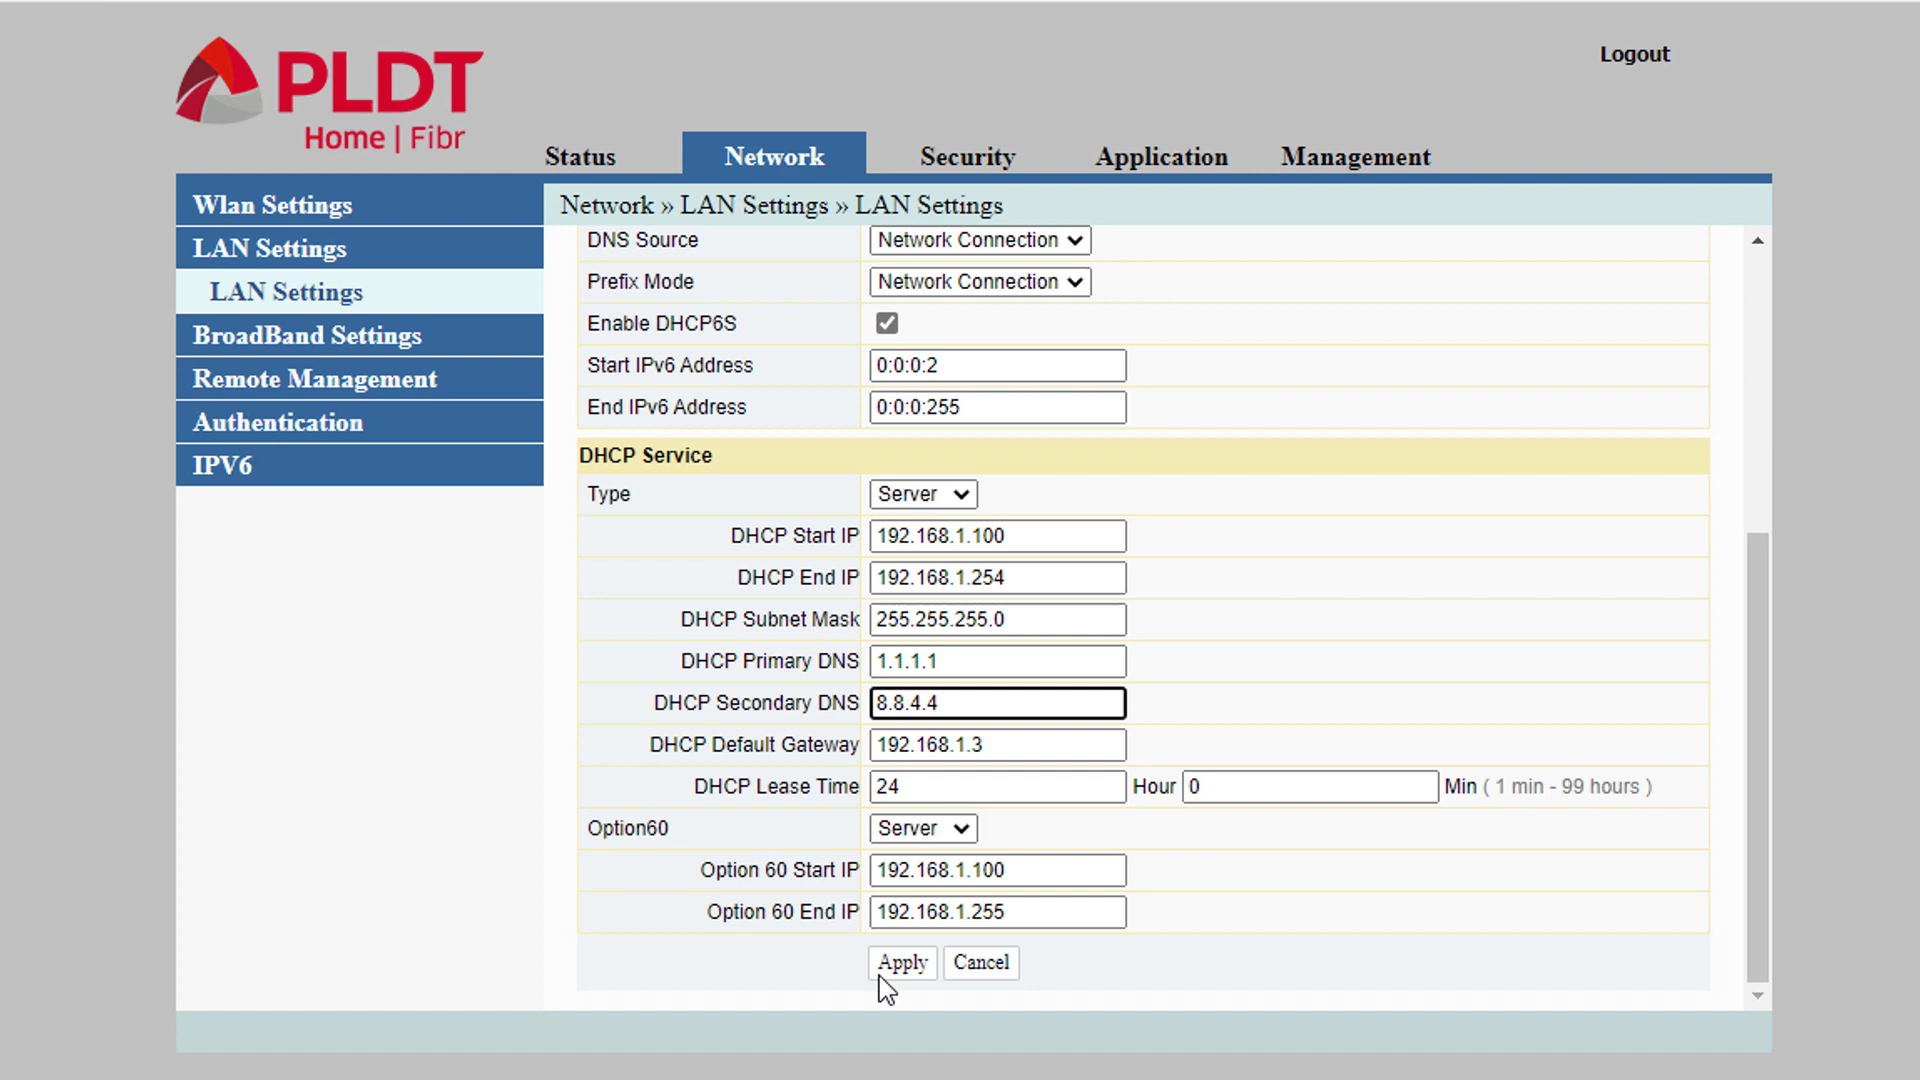 PLDT
Home | Fibr
Logout
Status Network Security Application Management
Network » LAN Settings » LAN Settings
Wlan Settings
LAN Settings
LAN Settings
BroadBand Settings
Remote Management
Authentication
IPV6
DNS Source Network Connection
Prefix Mode Network Connection
Enable DHCP6S
Start IPv6 Address 0:0:0:2
End IPv6 Address 0:0:0:255
DHCP Service
Type Server
DHCP Start IP 192.168.1.100
DHCP End IP 192.168.1.254
DHCP Subnet Mask 255.255.255.0
DHCP Primary DNS 1.1.1.1
DHCP Secondary DNS 8.8.4.4
DHCP Default Gateway 192.168.1.3
DHCP Lease Time 24 Hour 0 Min ( 1 min - 99 hours )
Option60 Server
Option 60 Start IP 192.168.1.100
Option 60 End IP 192.168.1.255
Apply Cancel